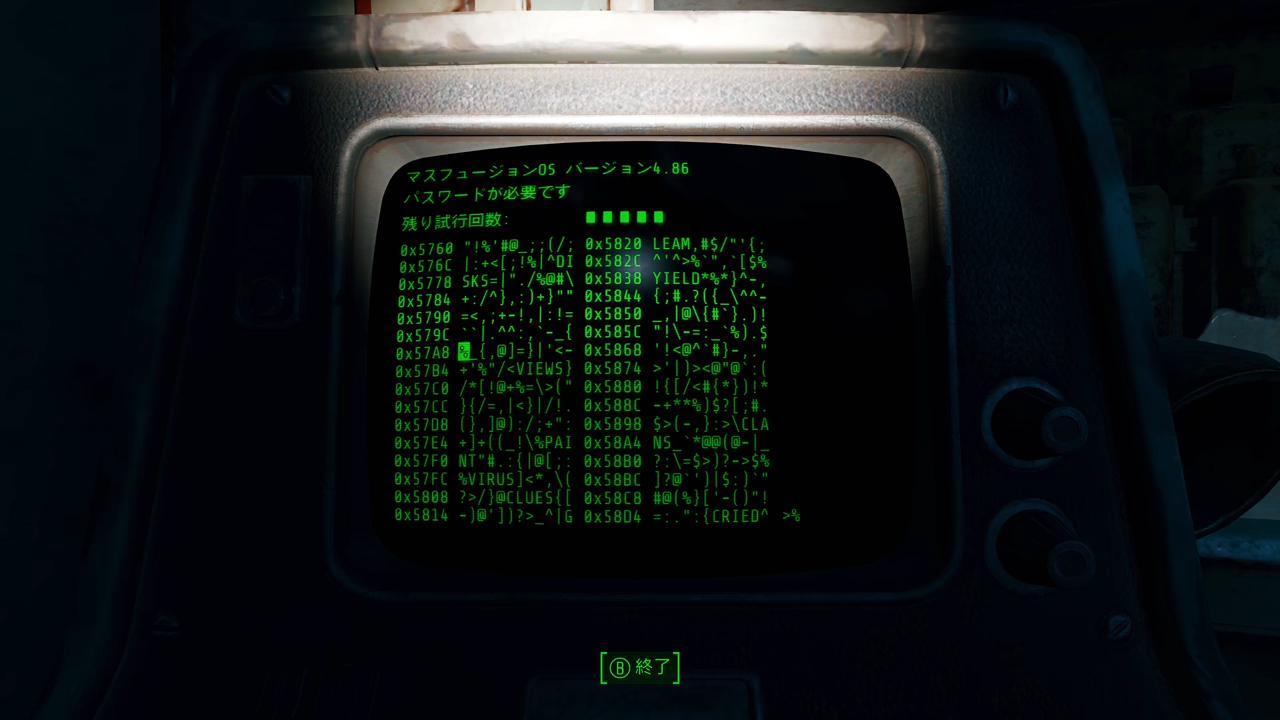 マスフュージョンOS バージョン4.86
パスワードが必要です
残り試行回数: ■ ■ ■ ■ ■
0x5760 "!%'#@_;;(/; 0x5820 LEAM,#$/"'{;
0x576C |:+<[;!%|^DI 0x582C ^'^>%`",`[$%
0x5778 SKS=|"./%@#\ 0x5838 YIELD*%*}^-,
0x5784 +:/^},:)+}"" 0x5844 {;#.?({_\^^-
0x5790 =<,;+-!,|:!= 0x5850 _,|@\{#`}.)!
0x579C ``|.^^:,`-_{ 0x585C "!\-=:_`%).$
0x57A8 %_{,@]=}|'<- 0x5868 '!<@^`#}-,."
0x57B4 +'%"/<VIEWS} 0x5874 >'|)><@"@`:(
0x57C0 /*[!@+%=\>(" 0x5880 !{[/<#{*})!*
0x57CC }{/=,|<}|/!. 0x588C -+**%)$?[;#.
0x57D8 (},]@):/;+": 0x5898 $>(-,}:>\CLA
0x57E4 +]+((_!\%PAI 0x58A4 NS_`*@@(@-|_
0x57F0 NT"#.:{|@[;: 0x58B0 ?:\=$>)?->$%
0x57FC %VIRUS]<*,\( 0x58BC ]?@`')|$:)`"
0x5808 ?>/}@CLUES{[ 0x58C8 #@(%}['-()"!
0x5814 -)@'])?>_^|G 0x58D4 =:.":{CRIED^ >%
[Ⓑ終了]